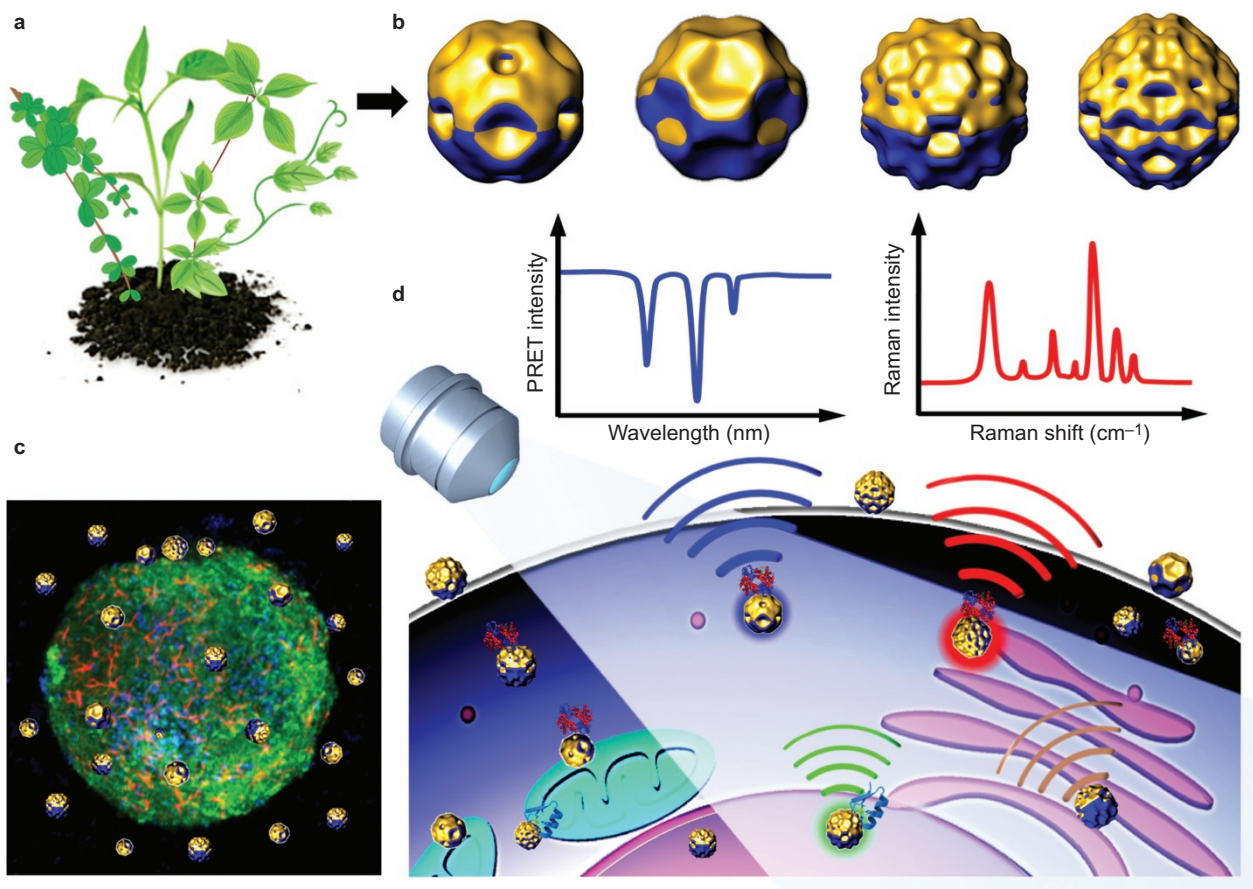 a
b
d
PRET intensity
Wavelength (nm)
Raman intensity
Raman shift (cm⁻¹)
c